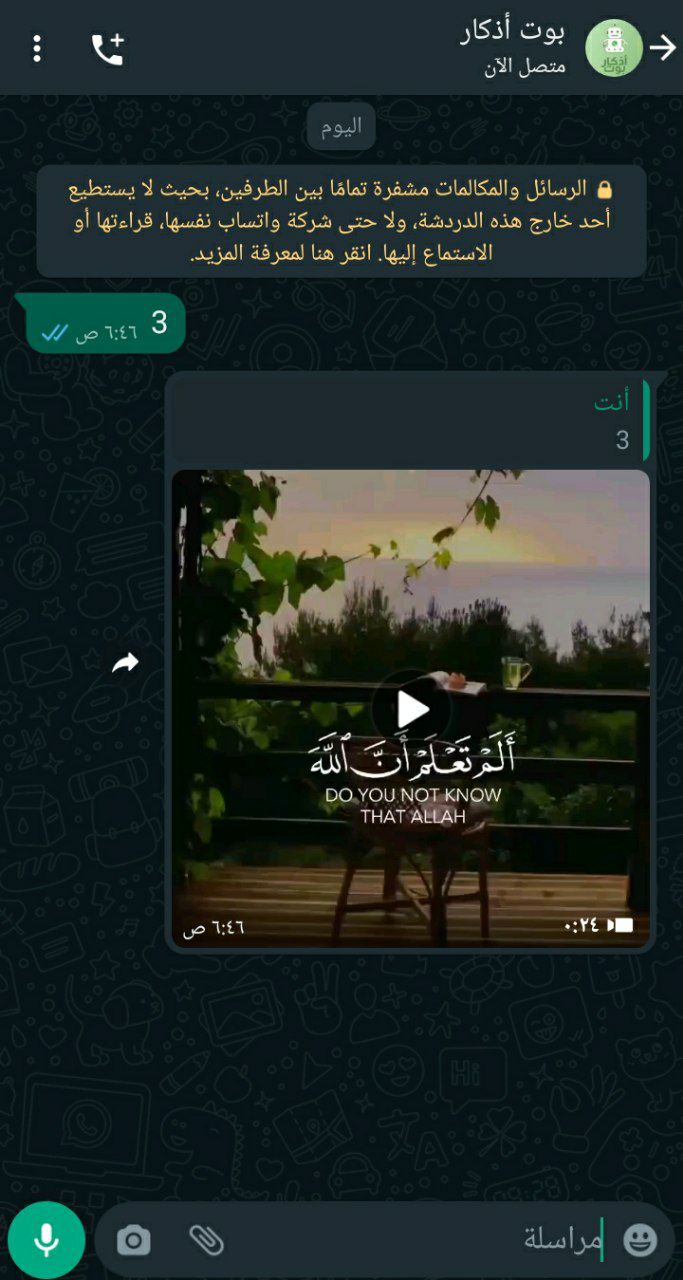 بوت أذكار
متصل الآن
أذكار
بوت
اليوم
الرسائل والمكالمات مشفرة تمامًا بين الطرفين، بحيث لا يستطيع
أحد خارج هذه الدردشة، ولا حتى شركة واتساب نفسها، قراءتها أو
الاستماع إليها. انقر هنا لمعرفة المزيد.
3
٦:٤٦ ص
أنت
3
أَلَمْ تَعْلَمْ أَنَّ ٱللَّهَ
DO YOU NOT KNOW
THAT ALLAH
٠:٢٤
٦:٤٦ ص
Hi
مراسلة